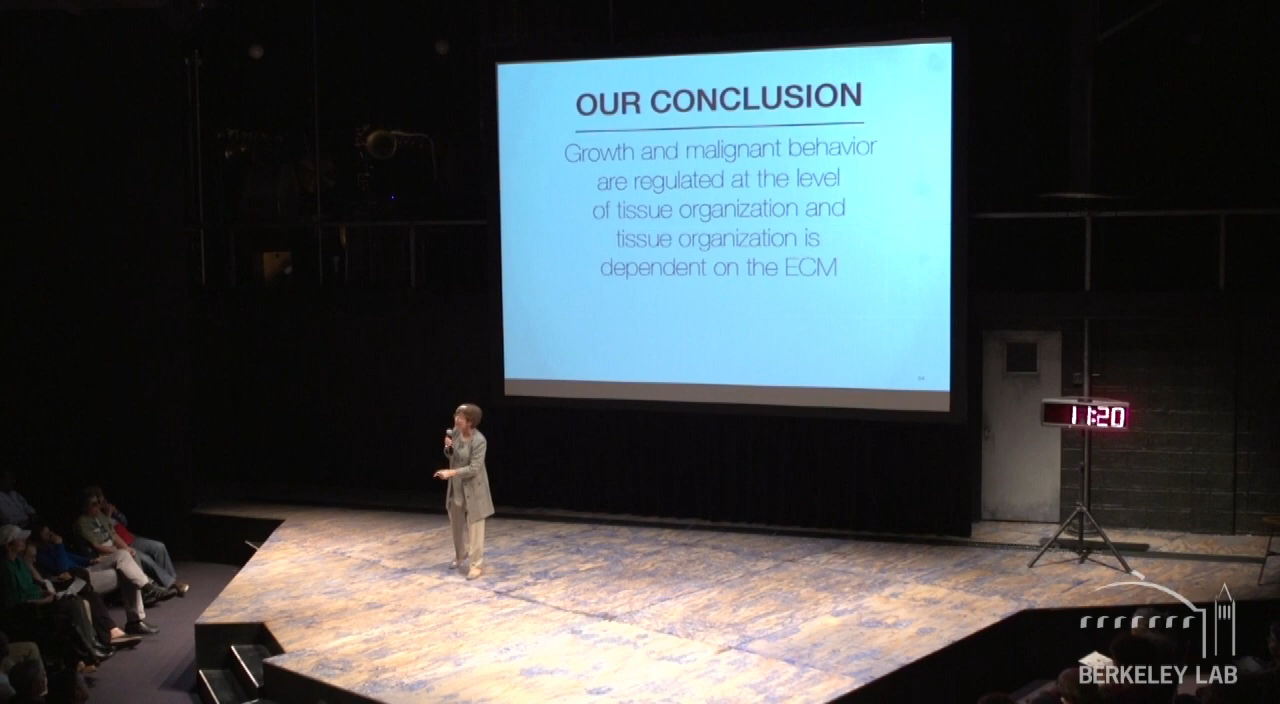 OUR CONCLUSION
Growth and malignant behavior
are regulated at the level
of tissue organization and
tissue organization is
dependent on the ECM
11:20
BERKELEY LAB